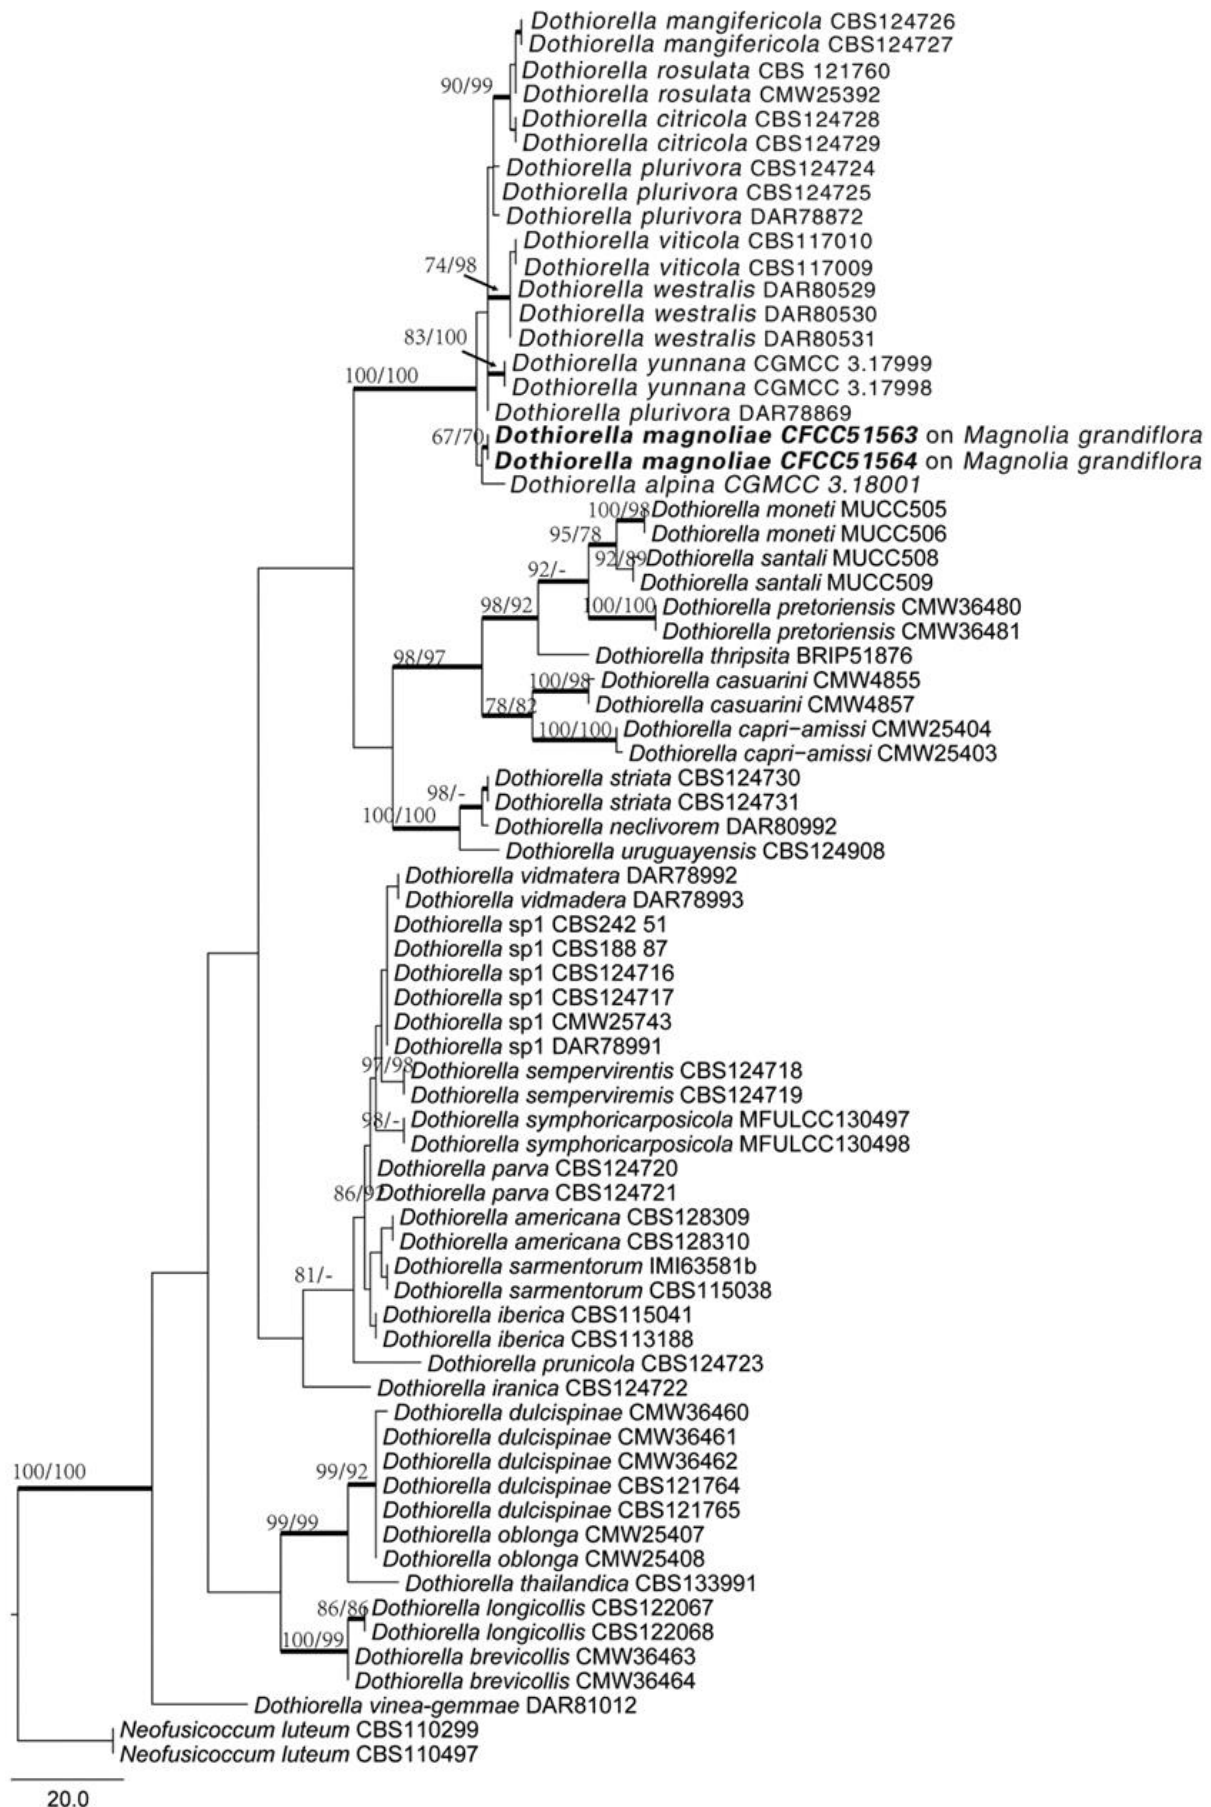 Dothiorella mangifericola CBS124726
Dothiorella mangifericola CBS124727
Dothiorella rosulata CBS 121760
90/99
Dothiorella rosulata CMW25392
Dothiorella citricola CBS124728
Dothiorella citricola CBS124729
Dothiorella plurivora CBS124724
Dothiorella plurivora CBS124725
Dothiorella plurivora DAR78872
Dothiorella viticola CBS117010
74/98
Dothiorella viticola CBS117009
Dothiorella westralis DAR80529
Dothiorella westralis DAR80530
83/100
Dothiorella westralis DAR80531
Dothiorella yunnana CGMCC 3.17999
100/100
Dothiorella yunnana CGMCC 3.17998
Dothiorella plurivora DAR78869
67/70
Dothiorella magnoliae CFCC51563 on Magnolia grandiflora
Dothiorella magnoliae CFCC51564 on Magnolia grandiflora
Dothiorella alpina CGMCC 3.18001
100/98
Dothiorella moneti MUCC505
95/78
Dothiorella moneti MUCC506
92/89
Dothiorella santali MUCC508
92/-
Dothiorella santali MUCC509
98/92
100/100
Dothiorella pretoriensis CMW36480
Dothiorella pretoriensis CMW36481
98/97
Dothiorella thripsita BRIP51876
100/98
Dothiorella casuarini CMW4855
78/82
Dothiorella casuarini CMW4857
100/100
Dothiorella capri−amissi CMW25404
Dothiorella capri−amissi CMW25403
Dothiorella striata CBS124730
98/-
Dothiorella striata CBS124731
100/100
Dothiorella neclivorem DAR80992
Dothiorella uruguayensis CBS124908
Dothiorella vidmatera DAR78992
Dothiorella vidmadera DAR78993
Dothiorella sp1 CBS242 51
Dothiorella sp1 CBS188 87
Dothiorella sp1 CBS124716
Dothiorella sp1 CBS124717
Dothiorella sp1 CMW25743
Dothiorella sp1 DAR78991
97/98
Dothiorella sempervirentis CBS124718
Dothiorella semperviremis CBS124719
98/-
Dothiorella symphoricarposicola MFULCC130497
Dothiorella symphoricarposicola MFULCC130498
Dothiorella parva CBS124720
86/92
Dothiorella parva CBS124721
Dothiorella americana CBS128309
Dothiorella americana CBS128310
81/-
Dothiorella sarmentorum IMI63581b
Dothiorella sarmentorum CBS115038
Dothiorella iberica CBS115041
Dothiorella iberica CBS113188
Dothiorella prunicola CBS124723
Dothiorella iranica CBS124722
Dothiorella dulcispinae CMW36460
Dothiorella dulcispinae CMW36461
100/100
99/92
Dothiorella dulcispinae CMW36462
Dothiorella dulcispinae CBS121764
Dothiorella dulcispinae CBS121765
99/99
Dothiorella oblonga CMW25407
Dothiorella oblonga CMW25408
Dothiorella thailandica CBS133991
86/86
Dothiorella longicollis CBS122067
100/99
Dothiorella longicollis CBS122068
Dothiorella brevicollis CMW36463
Dothiorella brevicollis CMW36464
Dothiorella vinea-gemmae DAR81012
Neofusicoccum luteum CBS110299
Neofusicoccum luteum CBS110497
20.0